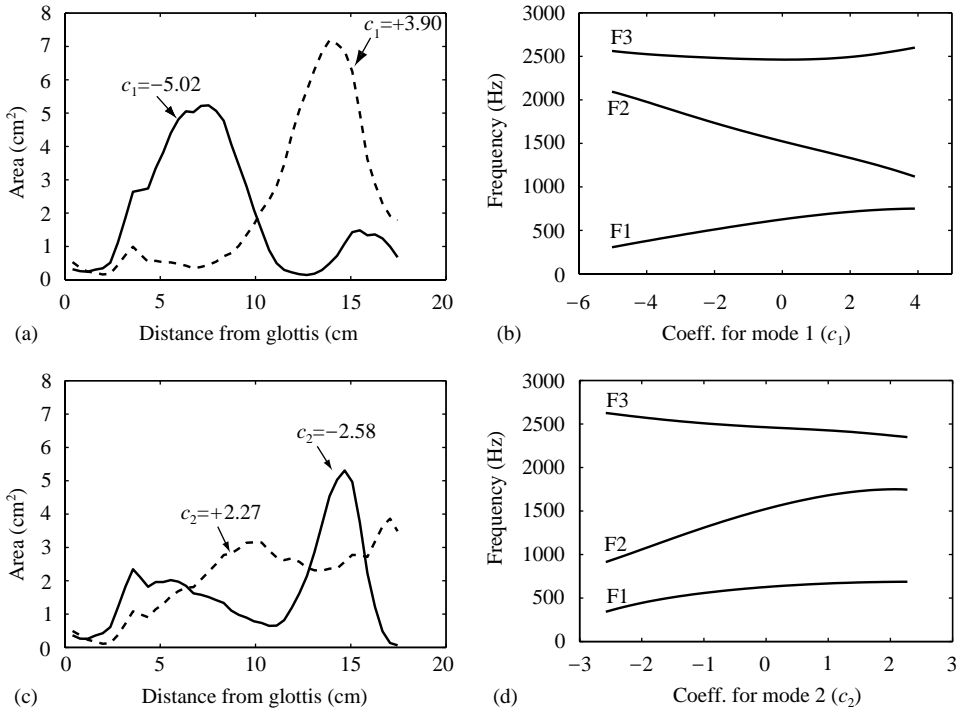 8
7
6
5
4
3
2
1
0
Area (cm²)
c₁=−5.02
c₁=+3.90
0 5 10 15 20
(a) Distance from glottis (cm
3000
2500
2000
1500
1000
500
0
Frequency (Hz)
F3
F2
F1
−6 −4 −2 0 2 4
(b) Coeff. for mode 1 (c₁)
8
7
6
5
4
3
2
1
0
Area (cm²)
c₂=−2.58
c₂=+2.27
0 5 10 15 20
(c) Distance from glottis (cm)
3000
2500
2000
1500
1000
500
0
Frequency (Hz)
F3
F2
F1
−3 −2 −1 0 1 2 3
(d) Coeff. for mode 2 (c₂)